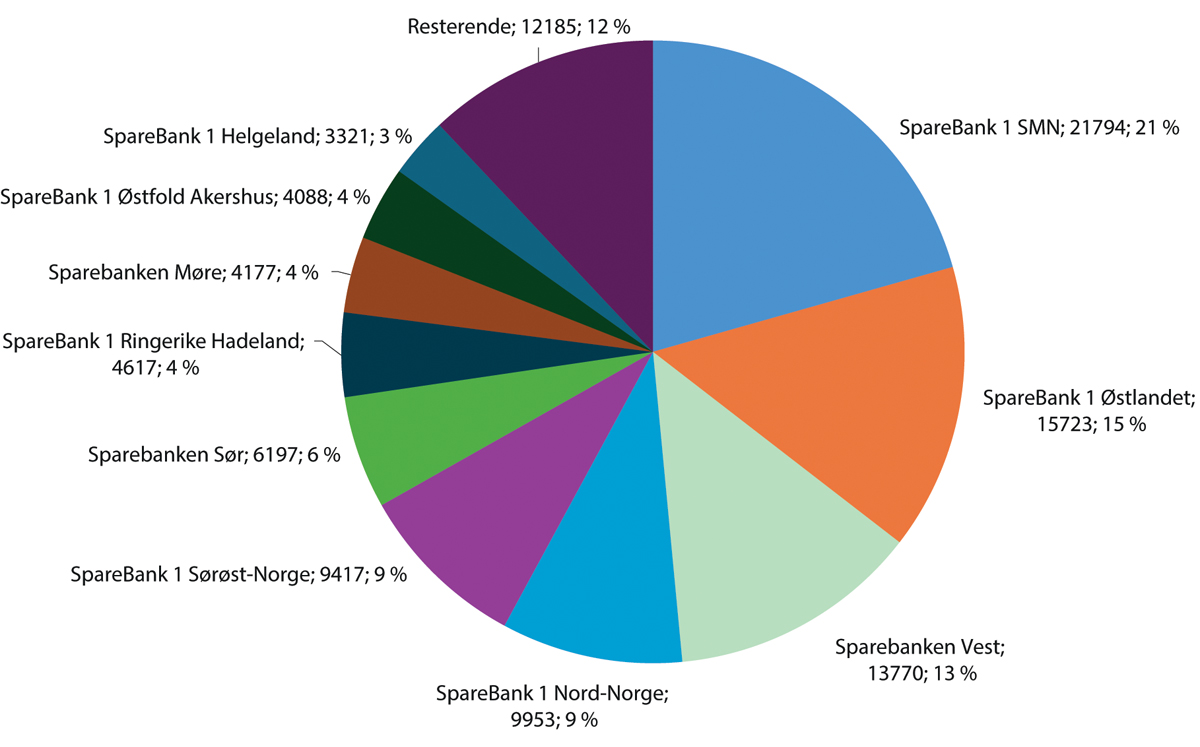 Resterende; 12185; 12 %
SpareBank 1 SMN; 21794; 21 %
SpareBank 1 Helgeland; 3321; 3 %
SpareBank 1 Østfold Akershus; 4088; 4 %
Sparebanken Møre; 4177; 4 %
SpareBank 1 Ringerike Hadeland;
4617; 4 %
SpareBank 1 Østlandet;
15723; 15 %
Sparebanken Sør; 6197; 6 %
SpareBank 1 Sørøst-Norge; 9417; 9 %
Sparebanken Vest;
13770; 13 %
SpareBank 1 Nord-Norge;
9953; 9 %